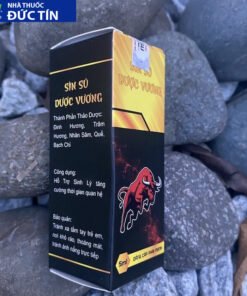 NHÀ THUỐC
ĐỨC TÍN
SÌN SÚ
DƯỢC VƯƠNG
Thành Phần Thảo Dược:
Đinh Hương, Trầm
Hương, Nhân Sâm, Quế,
Bạch Chỉ
Công dụng:
Hỗ Trợ Sinh Lý tăng
cường thời gian quan hệ
Bảo quản:
Tránh xa tầm tay trẻ em,
nơi khô ráo, thoáng mát,
tránh ánh nắng trực tiếp
SÌN SÚ
DƯỢC VƯƠNG
5ml